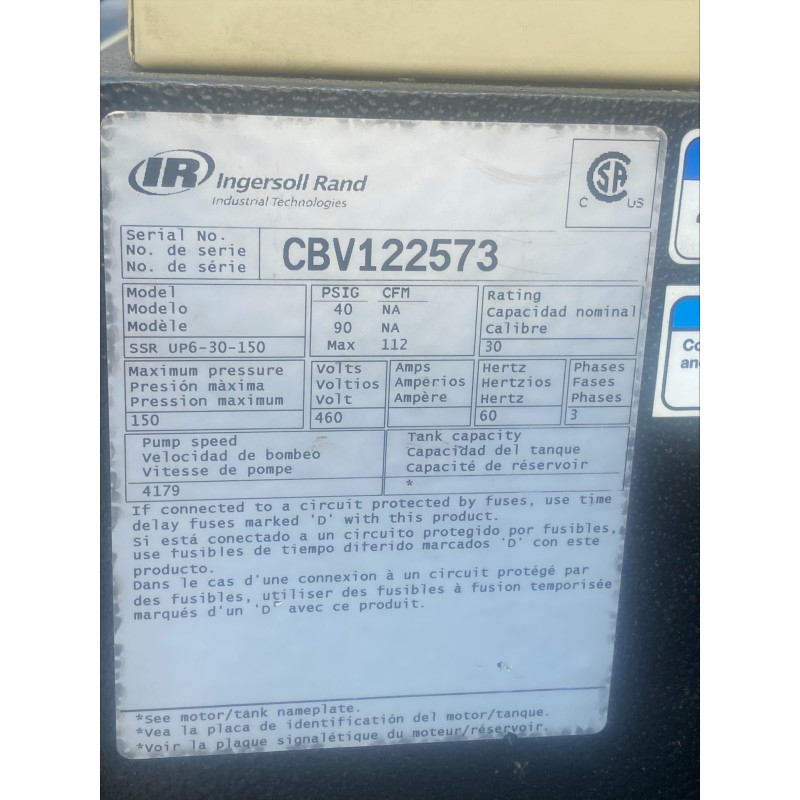 IR Ingersoll Rand
Industrial Technologies
C SA US
Serial No.
No. de serie
No. de série
CBV122573
Model
Modelo
Modèle
SSR UP6-30-150
PSIG CFM
40 NA
90 NA
Max 112
Rating
Capacidad nominal
Calibre
30
Maximum pressure
Presión màxima
Pression maximum
150
Volts
Voltios
Volt
460
Amps
Ampérios
Ampère
Hertz
Hertzios
Hertz
60
Phases
Fases
Phases
3
Pump speed
Velocidad de bombeo
Vitesse de pompe
4179
Tank capacity
Capacidad del tanque
Capacité de réservoir
*
If connected to a circuit protected by fuses, use time
delay fuses marked 'D' with this product.
Si está conectado a un circuito protegido por fusibles,
use fusibles de tiempo diferido marcados 'D' con este
producto.
Dans le cas d'une connexion à un circuit protégé par
des fusibles, utiliser des fusibles à fusion temporisée
marqués d'un 'D' avec ce produit.
*See motor/tank nameplate.
*Vea la placa de identificación del motor/tanque.
*Voir la plaque signalétique du moteur/réservoir.